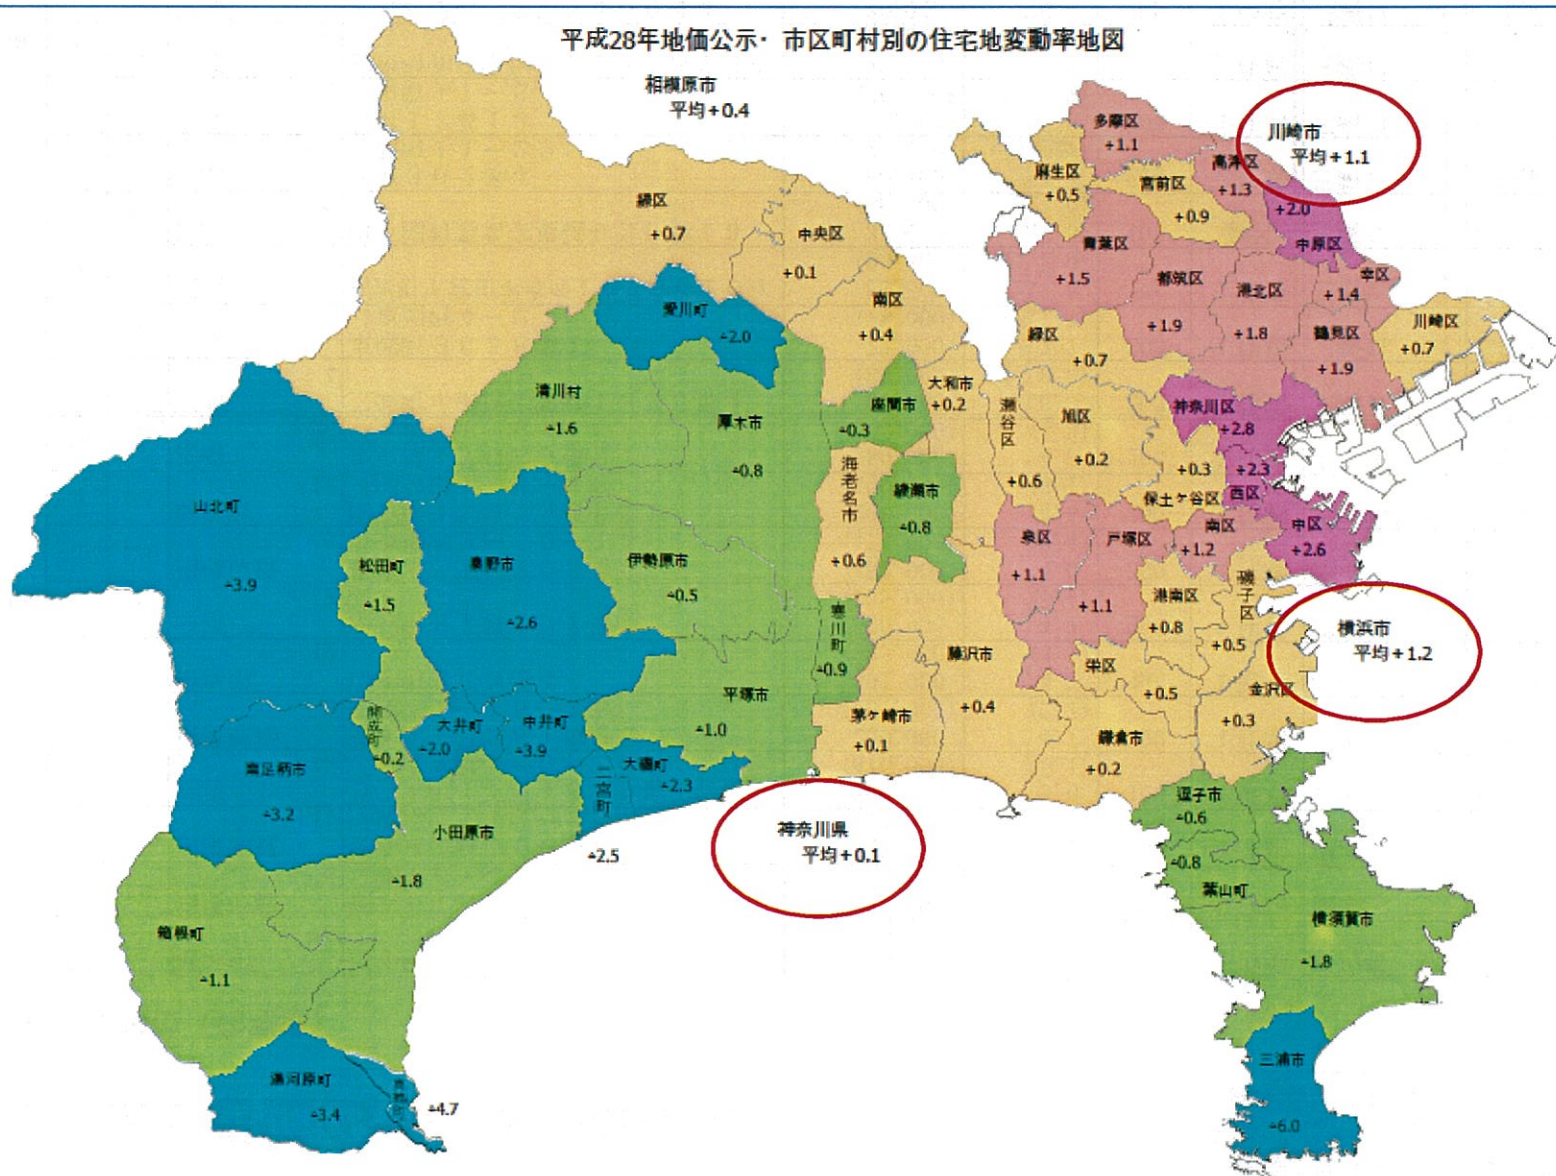 平成28年地価公示・ 市区町村別の住宅地変動率地図
相模原市
平均+0.4
川崎市
平均+1.1
多摩区
+1.1
高津区
+1.3
麻生区
+0.5
宮前区
+0.9
+2.0
中原区
緑区
+0.7
中央区
+0.1
南区
+0.4
青葉区
+1.5
都筑区
+1.9
港北区
+1.8
幸区
+1.4
鶴見区
+1.9
川崎区
+0.7
緑区
+0.7
愛川町
▵2.0
清川村
▵1.6
厚木市
▵0.8
座間市
▵0.3
大和市
+0.2
瀬谷区
+0.6
旭区
+0.2
神奈川区
+2.8
+0.3
保土ヶ谷区
+2.3
西区
海老名市
+0.6
綾瀬市
▵0.8
山北町
▵3.9
松田町
▵1.5
秦野市
▵2.6
伊勢原市
▵0.5
泉区
+1.1
戸塚区
+1.1
南区
+1.2
中区
+2.6
港南区
+0.8
磯子区
+0.5
横浜市
平均+1.2
寒川町
▵0.9
藤沢市
+0.4
栄区
+0.5
金沢区
+0.3
平塚市
▵1.0
茅ヶ崎市
+0.1
鎌倉市
+0.2
開成町
▵0.2
大井町
▵2.0
中井町
▵3.9
南足柄市
▵3.2
二宮町
▵2.5
大磯町
▵2.3
小田原市
▵1.8
神奈川県
平均+0.1
逗子市
▵0.6
▵0.8
葉山町
横須賀市
▵1.8
箱根町
▵1.1
湯河原町
▵3.4
真鶴町
▵4.7
三浦市
▵6.0